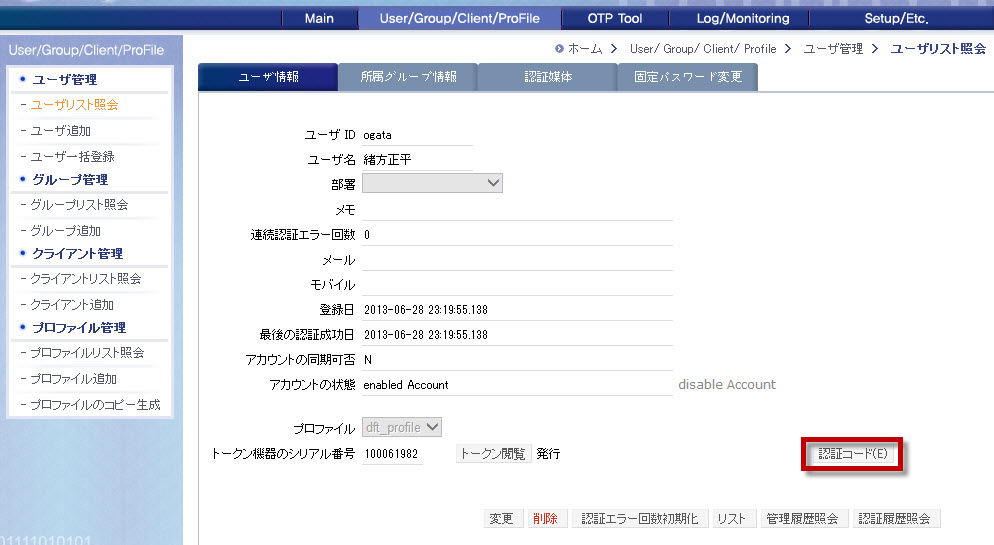 Main User/Group/Client/ProFile OTP Tool Log/Monitoring Setup/Etc.
User/Group/Client/ProFile
ホーム > User/ Group/ Client/ Profile > ユーザ管理 > ユーザリスト照会
ユーザ管理
- ユーザリスト照会
- ユーザ追加
- ユーザー括登録
グループ管理
- グループリスト照会
- グループ追加
クライアント管理
- クライアントリスト照会
- クライアント追加
プロファイル管理
- プロファイルリスト照会
- プロファイル追加
- プロファイルのコピー生成
ユーザ情報 所属グループ情報 認証媒体 固定パスワード変更
ユーザ ID ogata
ユーザ名 緒方正平
部署
メモ
連続認証エラー回数 0
メール
モバイル
登録日 2013-06-28 23:19:55.138
最後の認証成功日 2013-06-28 23:19:55.138
アカウントの同期可否 N
アカウントの状態 enabled Account disable Account
プロファイル dft_profile
トークン機器のシリアル番号 100061982 トークン閲覧 発行 認証コード(E)
変更 削除 認証エラー回数初期化 リスト 管理履歴照会 認証履歴照会
01111010101